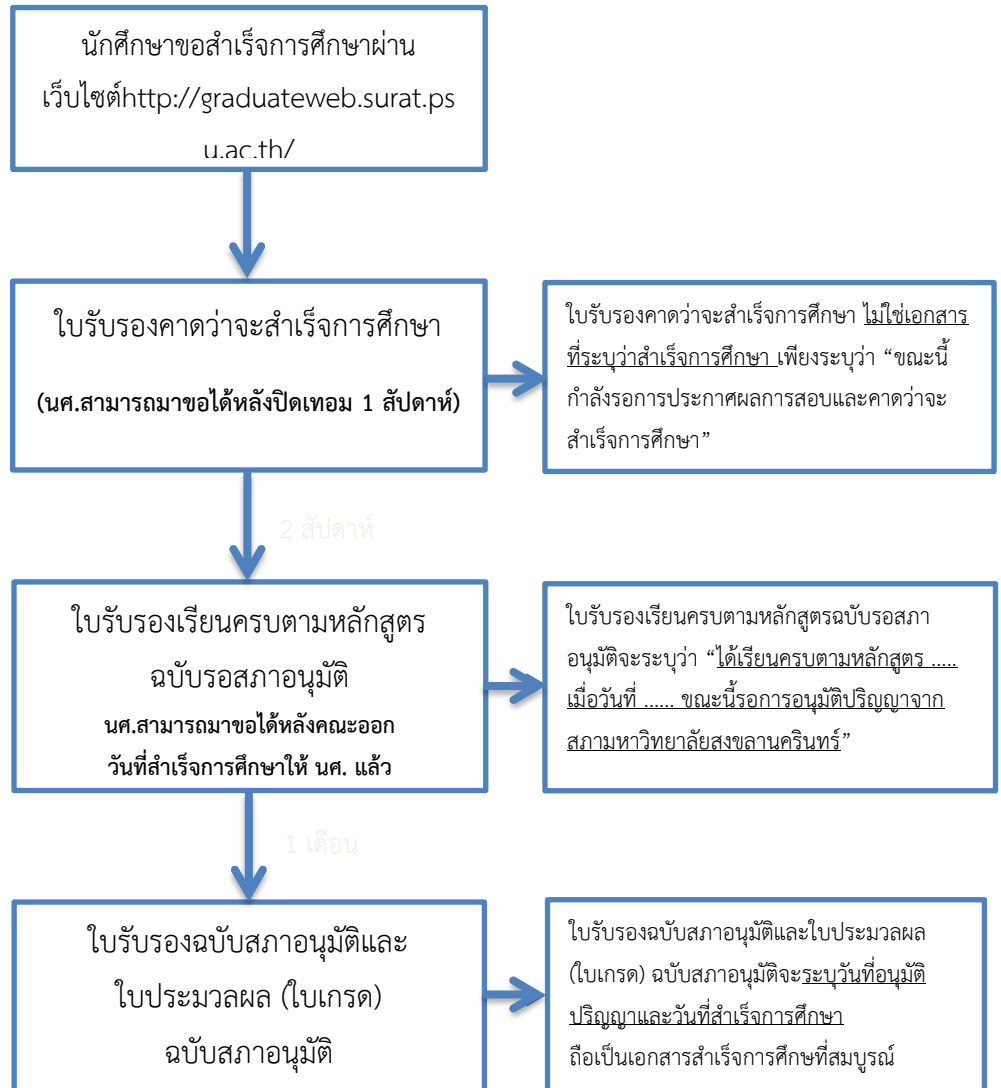 นักศึกษาขอสำเร็จการศึกษาผ่าน
เว็บไซต์http://graduateweb.surat.ps
u.ac.th/
ใบรับรองคาดว่าจะสำเร็จการศึกษา
(นศ.สามารถมาขอได้หลังปิดเทอม 1 สัปดาห์)
ใบรับรองคาดว่าจะสำเร็จการศึกษา ไม่ใช่เอกสาร
ที่ระบุว่าสำเร็จการศึกษา เพียงระบุว่า “ขณะนี้
กำลังรอการประกาศผลการสอบและคาดว่าจะ
สำเร็จการศึกษา”
2 สัปดาห์
ใบรับรองเรียนครบตามหลักสูตร
ฉบับรอสภาอนุมัติ
นศ.สามารถมาขอได้หลังคณะออก
วันที่สำเร็จการศึกษาให้ นศ. แล้ว
ใบรับรองเรียนครบตามหลักสูตรฉบับรอสภา
อนุมัติจะระบุว่า “ได้เรียนครบตามหลักสูตร .....
เมื่อวันที่ ...... ขณะนี้รอการอนุมัติปริญญาจาก
สภามหาวิทยาลัยสงขลานครินทร์”
1 เดือน
ใบรับรองฉบับสภาอนุมัติและ
ใบประมวลผล (ใบเกรด)
ฉบับสภาอนุมัติ
ใบรับรองฉบับสภาอนุมัติและใบประมวลผล
(ใบเกรด) ฉบับสภาอนุมัติจะระบุวันที่อนุมัติ
ปริญญาและวันที่สำเร็จการศึกษา
ถือเป็นเอกสารสำเร็จการศึกษที่สมบูรณ์